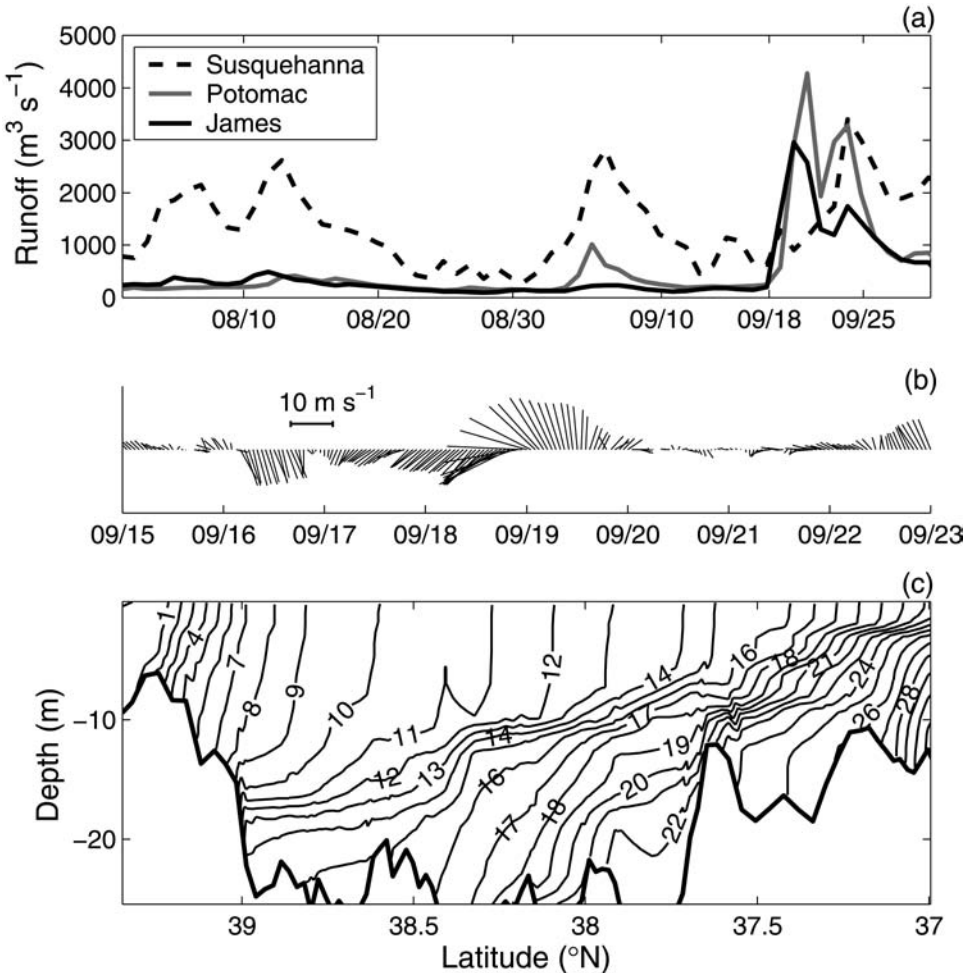 (a)
5000
4000
3000
2000
1000
0
Runoff (m³ s⁻¹)
Susquehanna
Potomac
James
08/10 08/20 08/30 09/10 09/18 09/25
(b)
10 m s⁻¹
09/15 09/16 09/17 09/18 09/19 09/20 09/21 09/22 09/23
(c)
Depth (m)
−10
−20
1 4 7 8 9 10 11 12 13 12 14 14 16 17 18 19 20 22 16 18 21 24 26 28
39 38.5 38 37.5 37
Latitude (°N)